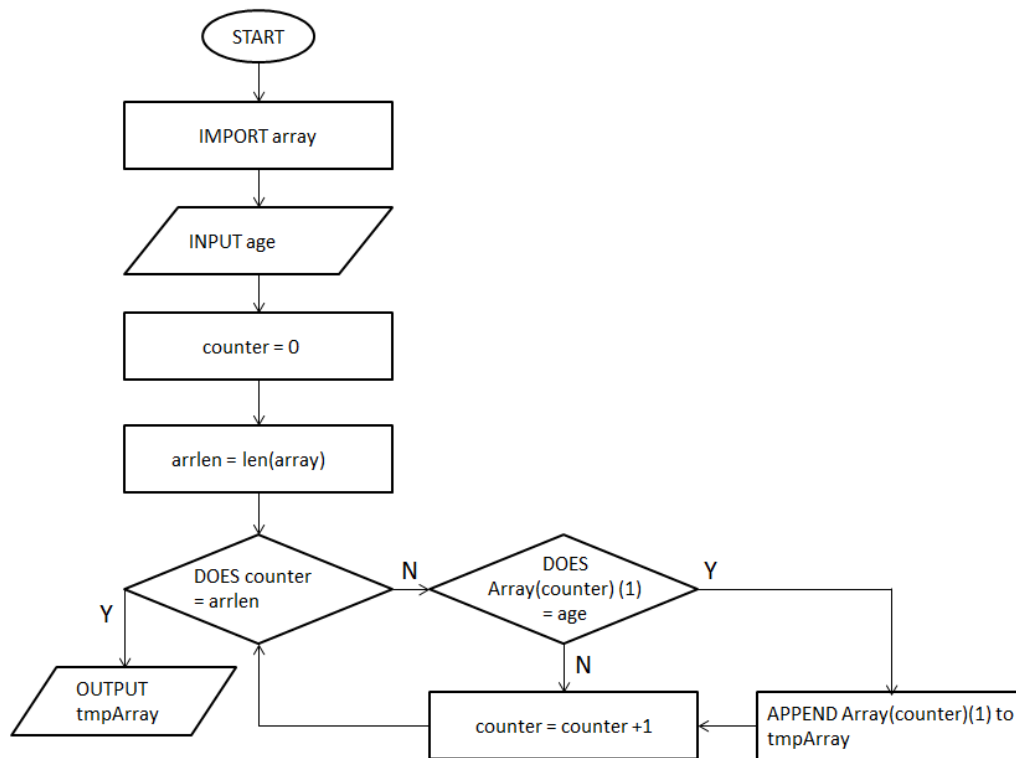 START
IMPORT array
INPUT age
counter = 0
arrlen = len(array)
DOES counter
= arrlen
N
DOES
Array(counter) (1)
= age
Y
Y
N
OUTPUT
tmpArray
counter = counter +1
APPEND Array(counter)(1) to
tmpArray